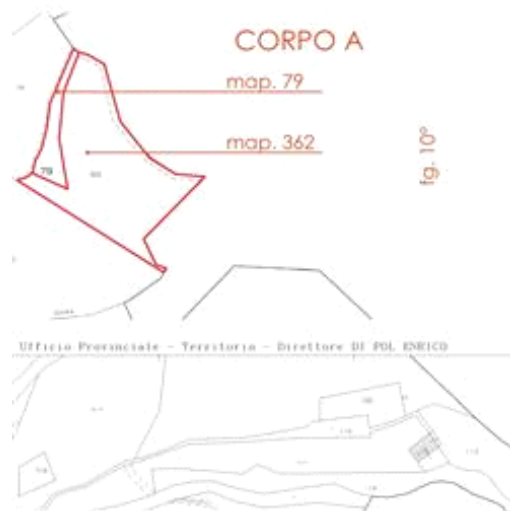 CORPO A
map. 79
map. 362
fg. 10°
79
Ufficio Provinciale - Territorio - Direttore DI POL ENRICO